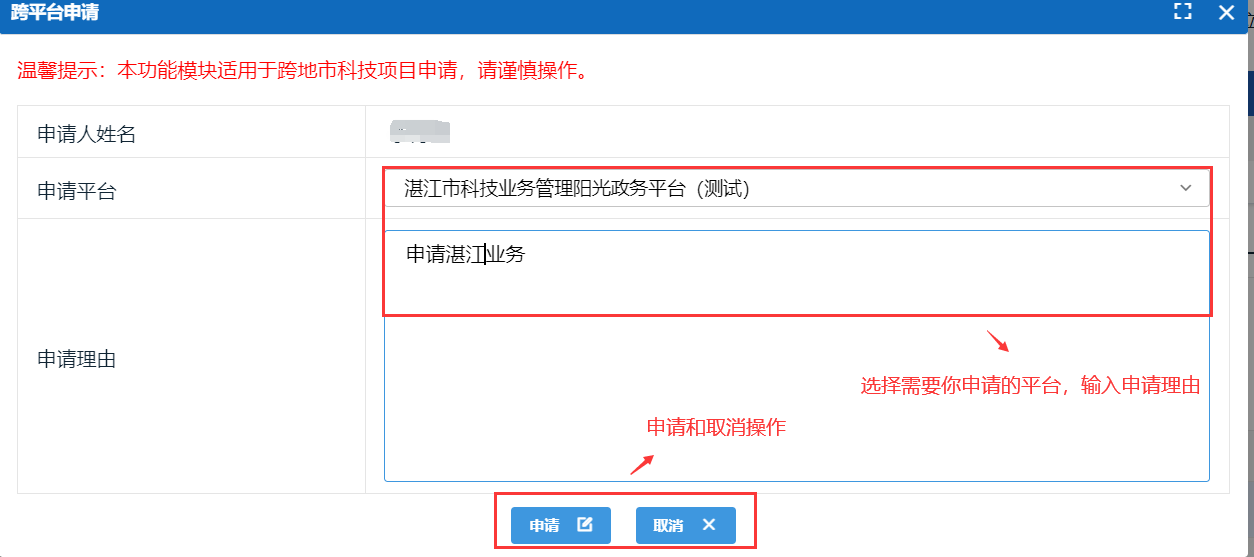 跨平台申请
温馨提示：本功能模块适用于跨地市科技项目申请，请谨慎操作。
申请人姓名
申请平台
湛江市科技业务管理阳光政务平台（测试）
申请理由
申请湛江业务
选择需要你申请的平台，输入申请理由
申请和取消操作
申请
取消